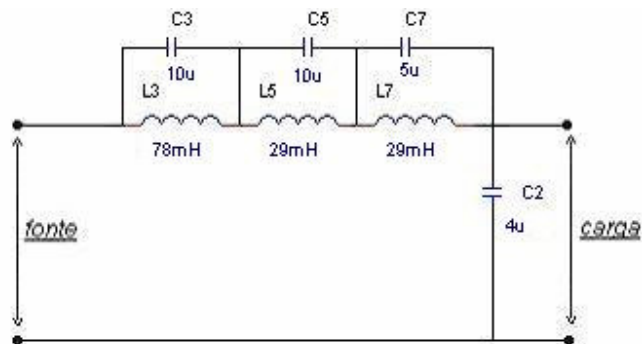 C3 C5 C7
10u 10u 5u
L3 L5 L7
78mH 29mH 29mH
C2
4u
fonte
carga